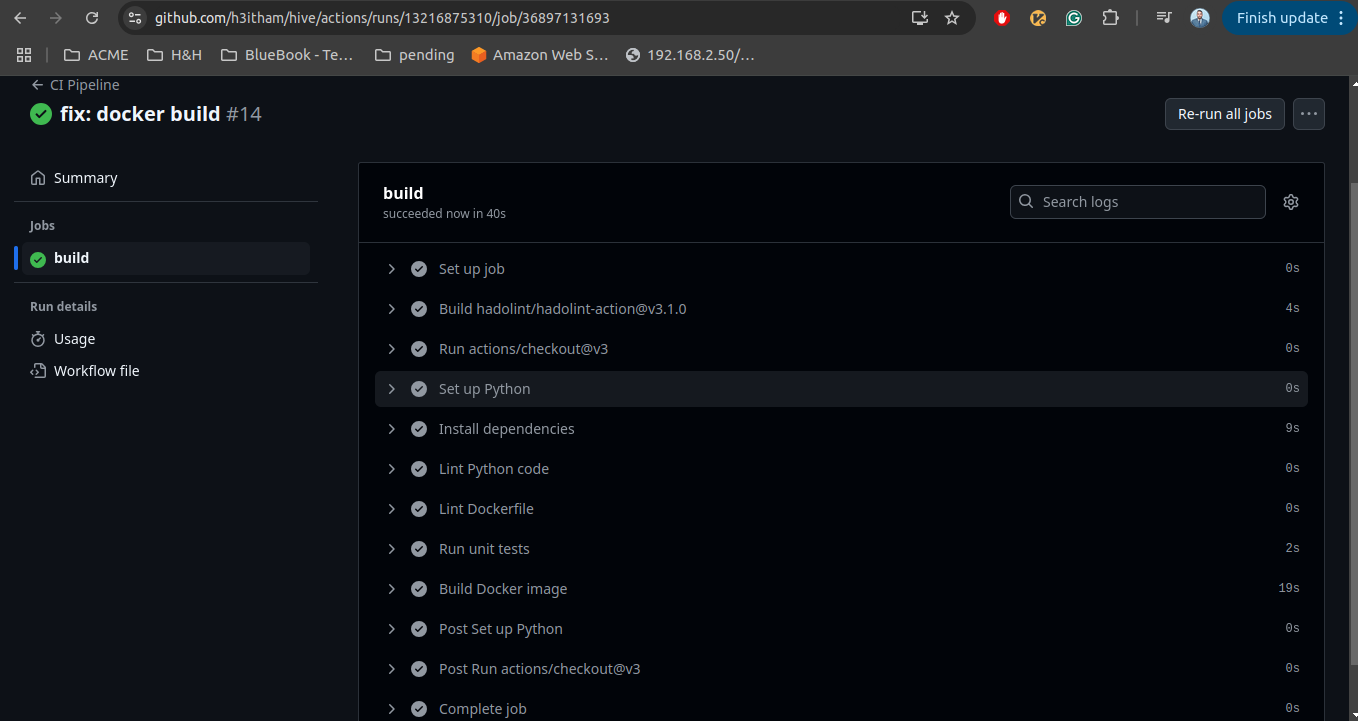 github.com/h3itham/hive/actions/runs/13216875310/job/36897131693
Finish update
ACME
H&H
BlueBook - Te…
pending
Amazon Web S…
192.168.2.50/…
CI Pipeline
fix: docker build #14
Re-run all jobs
Summary
Jobs
build
Run details
Usage
Workflow file
build
succeeded now in 40s
Search logs
Set up job 0s
Build hadolint/hadolint-action@v3.1.0 4s
Run actions/checkout@v3 0s
Set up Python 0s
Install dependencies 9s
Lint Python code 0s
Lint Dockerfile 0s
Run unit tests 2s
Build Docker image 19s
Post Set up Python 0s
Post Run actions/checkout@v3 0s
Complete job 0s